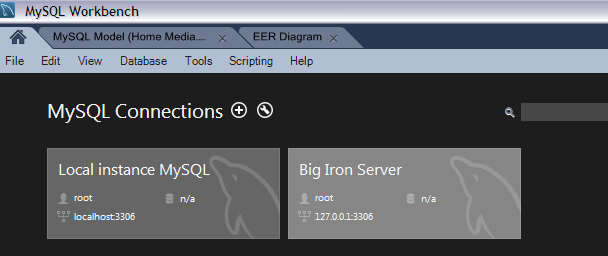 MySQL Workbench
MySQL Model (Home Media.... EER Diagram
File Edit View Database Tools Scripting Help
MySQL Connections
Local instance MySQL
root n/a
localhost:3306
Big Iron Server
root n/a
127.0.0.1:3306